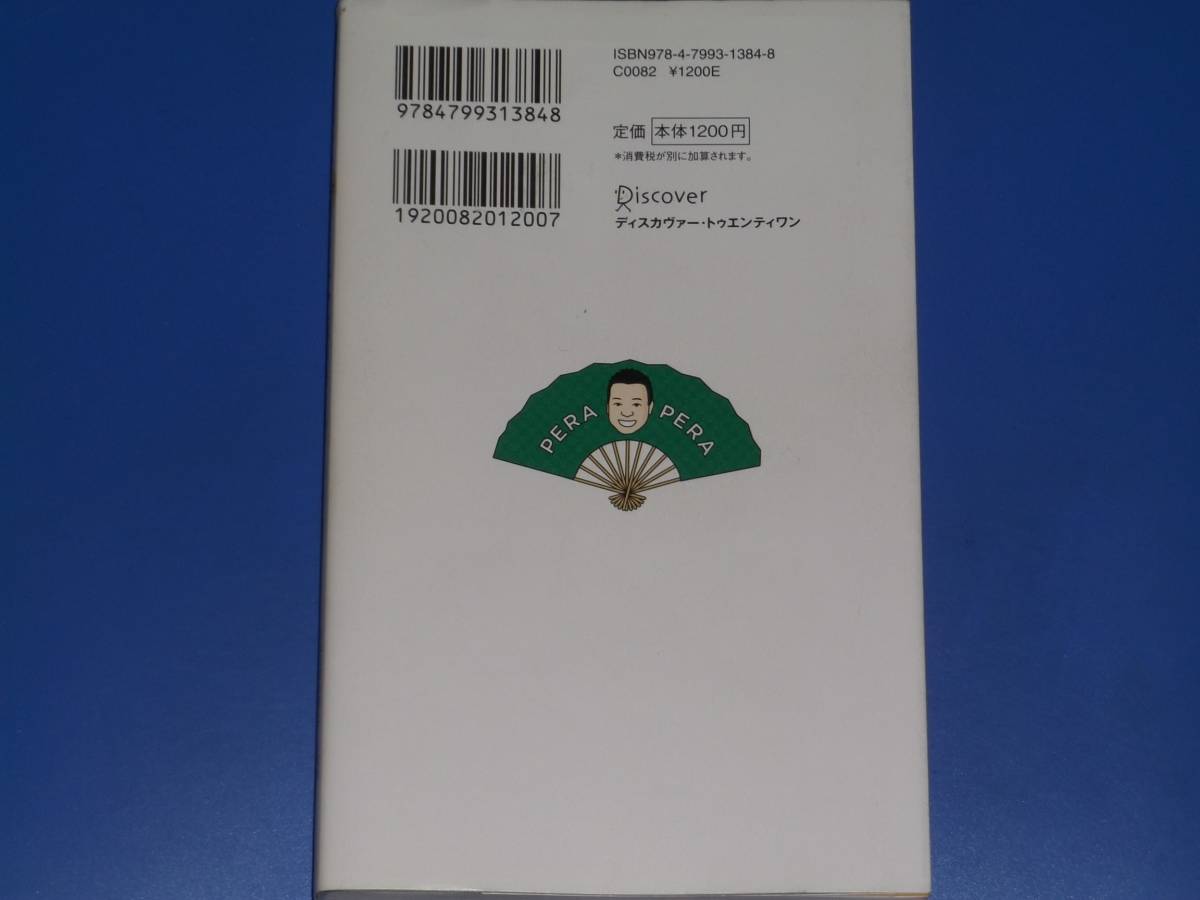 9784799313848
1920082012007
ISBN978-4-7993-1384-8
C0082 ¥1200E
定価 本体1200円
*消費税が別に加算されます。
Discover
ディスカヴァー・トゥエンティワン
PERA PERA